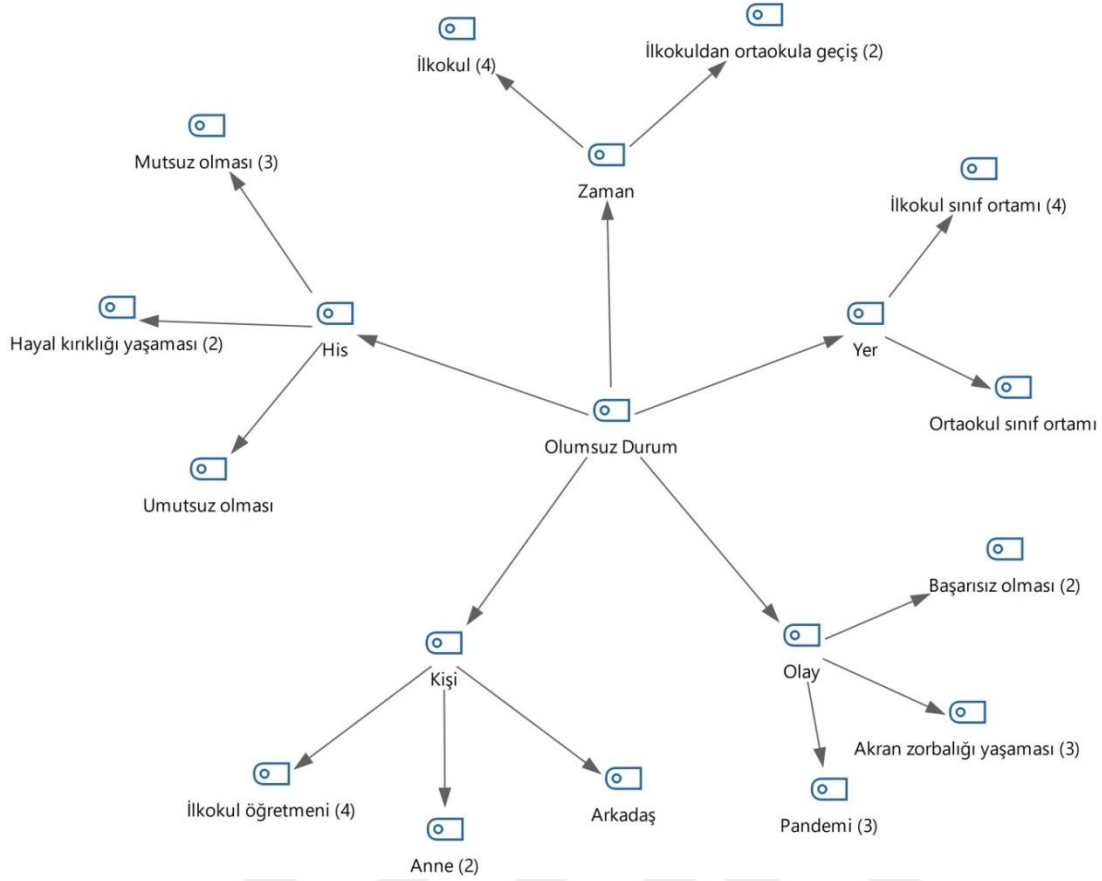 İlkokul (4)
İlkokuldan ortaokula geçiş (2)
Mutsuz olması (3)
Zaman
İlkokul sınıf ortamı (4)
Hayal kırıklığı yaşaması (2)
His
Yer
Ortaokul sınıf ortamı
Olumsuz Durum
Umutsuz olması
Başarısız olması (2)
Kişi
Olay
Akran zorbalığı yaşaması (3)
İlkokul öğretmeni (4)
Arkadaş
Pandemi (3)
Anne (2)